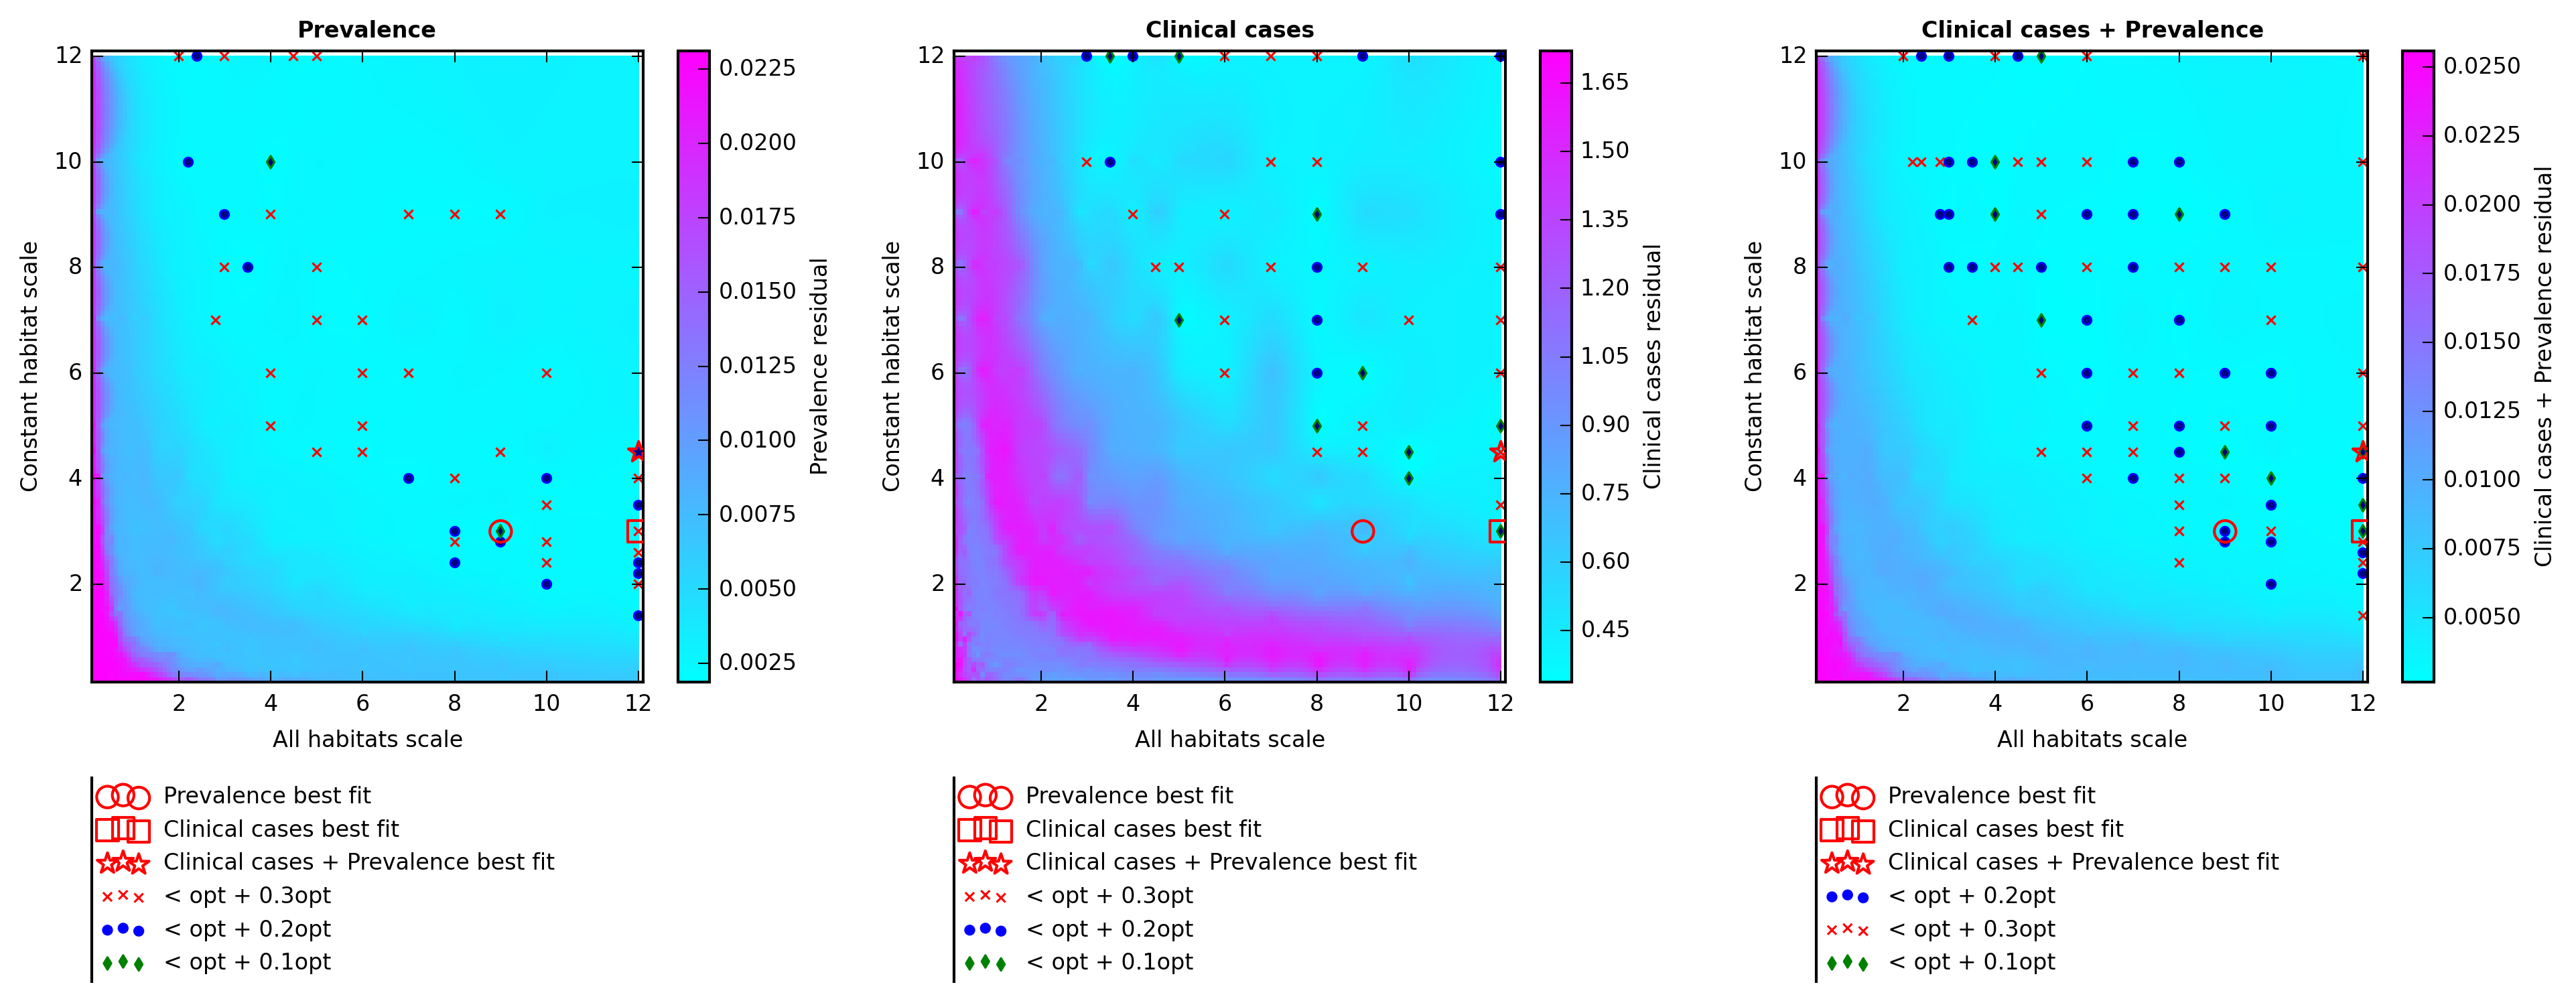 Prevalence
12
10
8
6
4
2
Constant habitat scale
2 4 6 8 10 12
All habitats scale
0.0225
0.0200
0.0175
0.0150
0.0125
0.0100
0.0075
0.0050
0.0025
Prevalence residual
Prevalence best fit
Clinical cases best fit
Clinical cases + Prevalence best fit
< opt + 0.3opt
< opt + 0.2opt
< opt + 0.1opt
Clinical cases
12
10
8
6
4
2
Constant habitat scale
2 4 6 8 10 12
All habitats scale
1.65
1.50
1.35
1.20
1.05
0.90
0.75
0.60
0.45
Clinical cases residual
Prevalence best fit
Clinical cases best fit
Clinical cases + Prevalence best fit
< opt + 0.3opt
< opt + 0.2opt
< opt + 0.1opt
Clinical cases + Prevalence
12
10
8
6
4
2
Constant habitat scale
2 4 6 8 10 12
All habitats scale
0.0250
0.0225
0.0200
0.0175
0.0150
0.0125
0.0100
0.0075
0.0050
Clinical cases + Prevalence residual
Prevalence best fit
Clinical cases best fit
Clinical cases + Prevalence best fit
< opt + 0.2opt
< opt + 0.3opt
< opt + 0.1opt